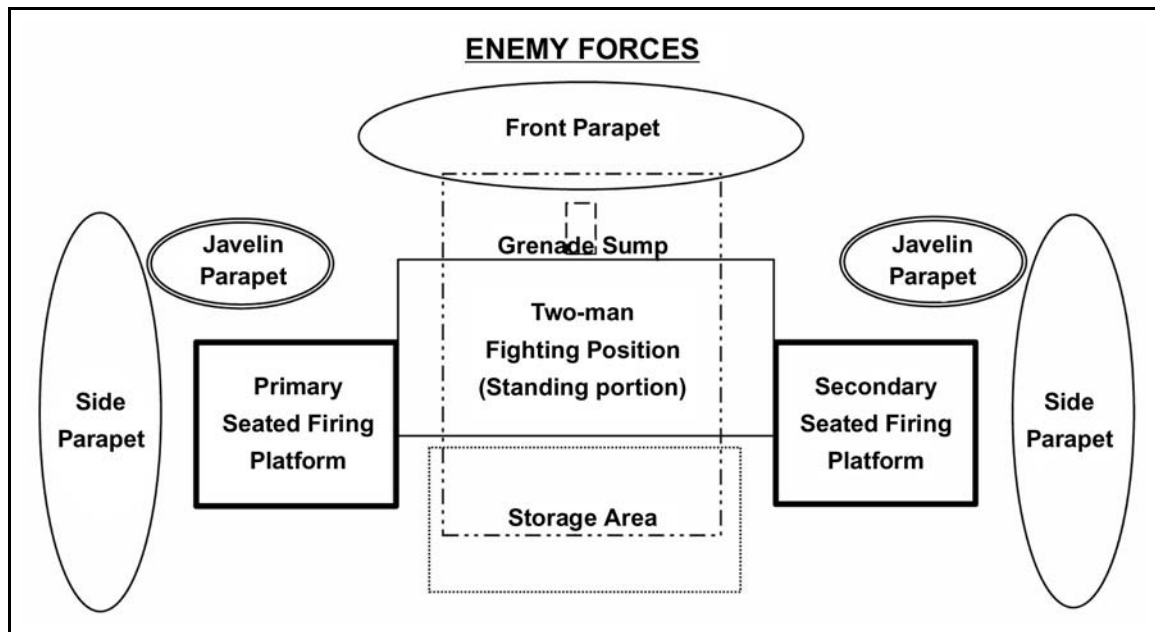 ENEMY FORCES
Front Parapet
Javelin
Parapet
Grenade Sump
Javelin
Parapet
Two-man
Fighting Position
(Standing portion)
Side
Parapet
Primary
Seated Firing
Platform
Secondary
Seated Firing
Platform
Side
Parapet
Storage Area